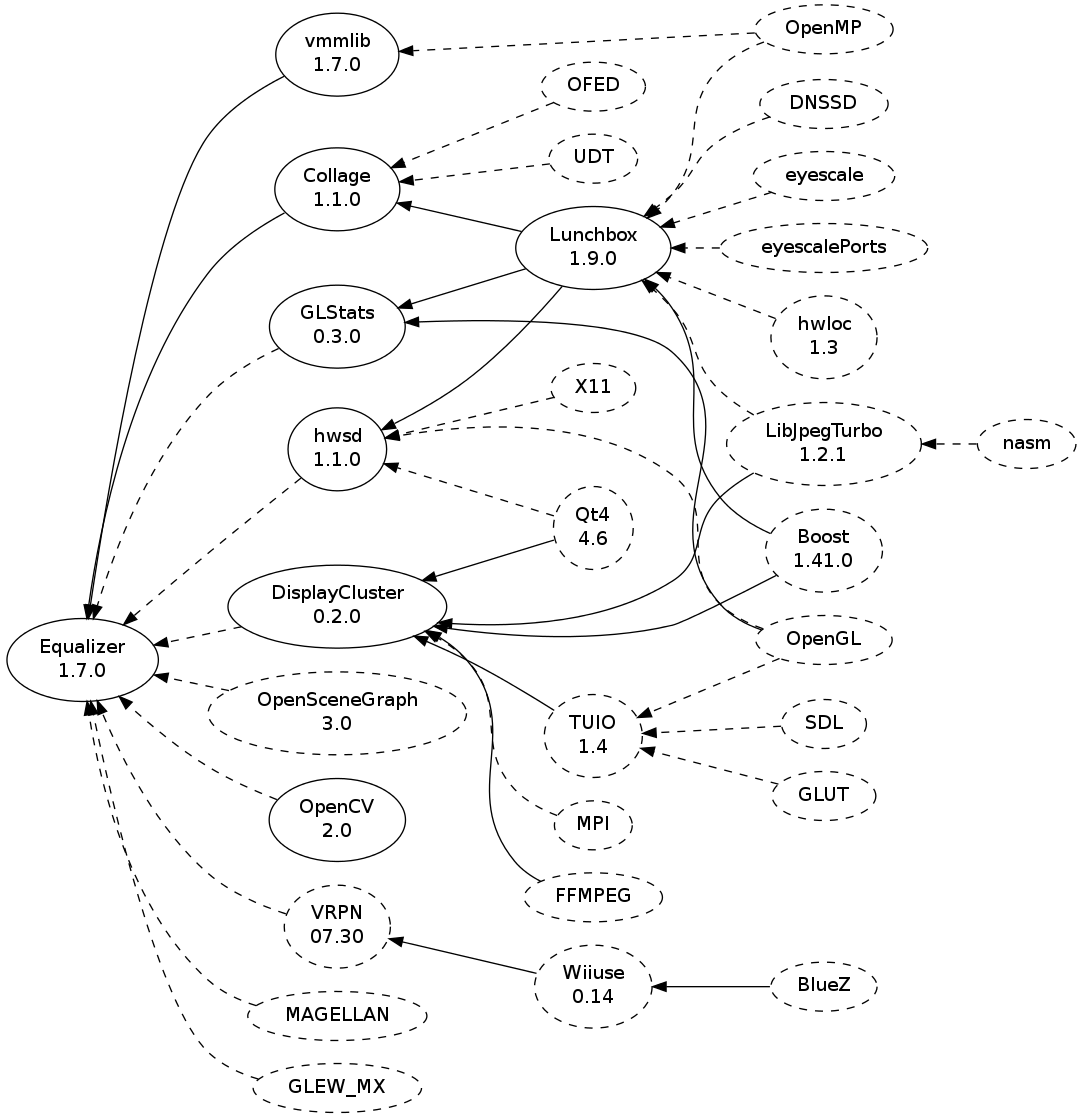 vmmlib
1.7.0
OpenMP
OFED
DNSSD
UDT
Collage
1.1.0
eyescale
Lunchbox
1.9.0
eyescalePorts
GLStats
0.3.0
hwloc
1.3
X11
hwsd
1.1.0
LibJpegTurbo
1.2.1
nasm
Qt4
4.6
Boost
1.41.0
DisplayCluster
0.2.0
Equalizer
1.7.0
OpenGL
OpenSceneGraph
3.0
TUIO
1.4
SDL
OpenCV
2.0
GLUT
MPI
VRPN
07.30
FFMPEG
Wiiuse
0.14
BlueZ
MAGELLAN
GLEW_MX